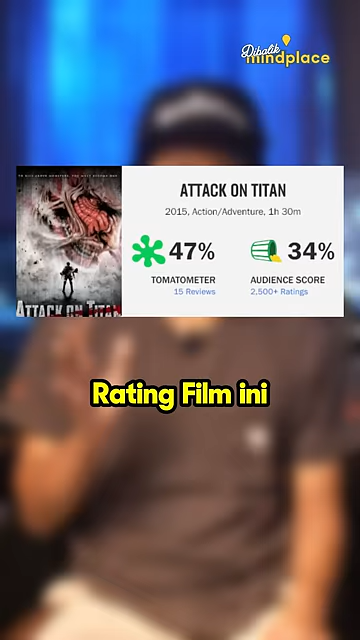 Dibalik
mindplace
ATTACK ON TITAN
2015, Action/Adventure, 1h 30m
47%
34%
TOMATOMETER
AUDIENCE SCORE
15 Reviews
2,500+ Ratings
ATTACK ON TITAN
Rating Film ini